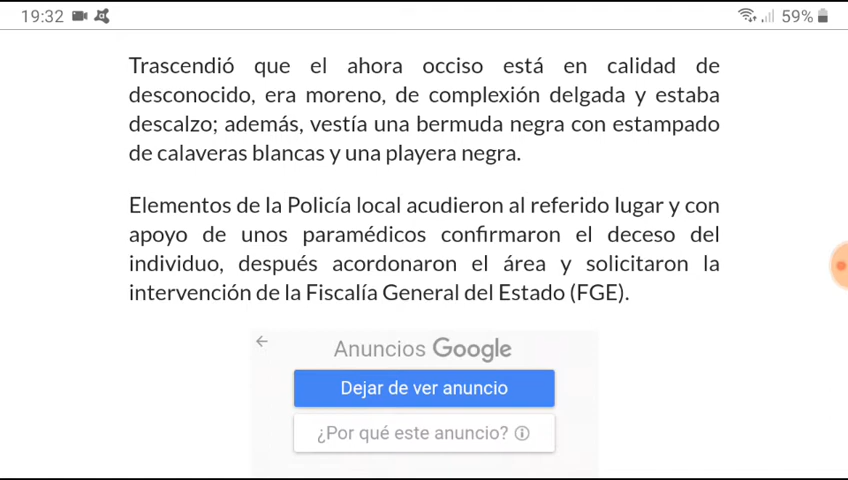 19:32 59%
Trascendió que el ahora occiso está en calidad de
desconocido, era moreno, de complexión delgada y estaba
descalzo; además, vestía una bermuda negra con estampado
de calaveras blancas y una playera negra.
Elementos de la Policía local acudieron al referido lugar y con
apoyo de unos paramédicos confirmaron el deceso del
individuo, después acordonaron el área y solicitaron la
intervención de la Fiscalía General del Estado (FGE).
Anuncios Google
Dejar de ver anuncio
¿Por qué este anuncio?